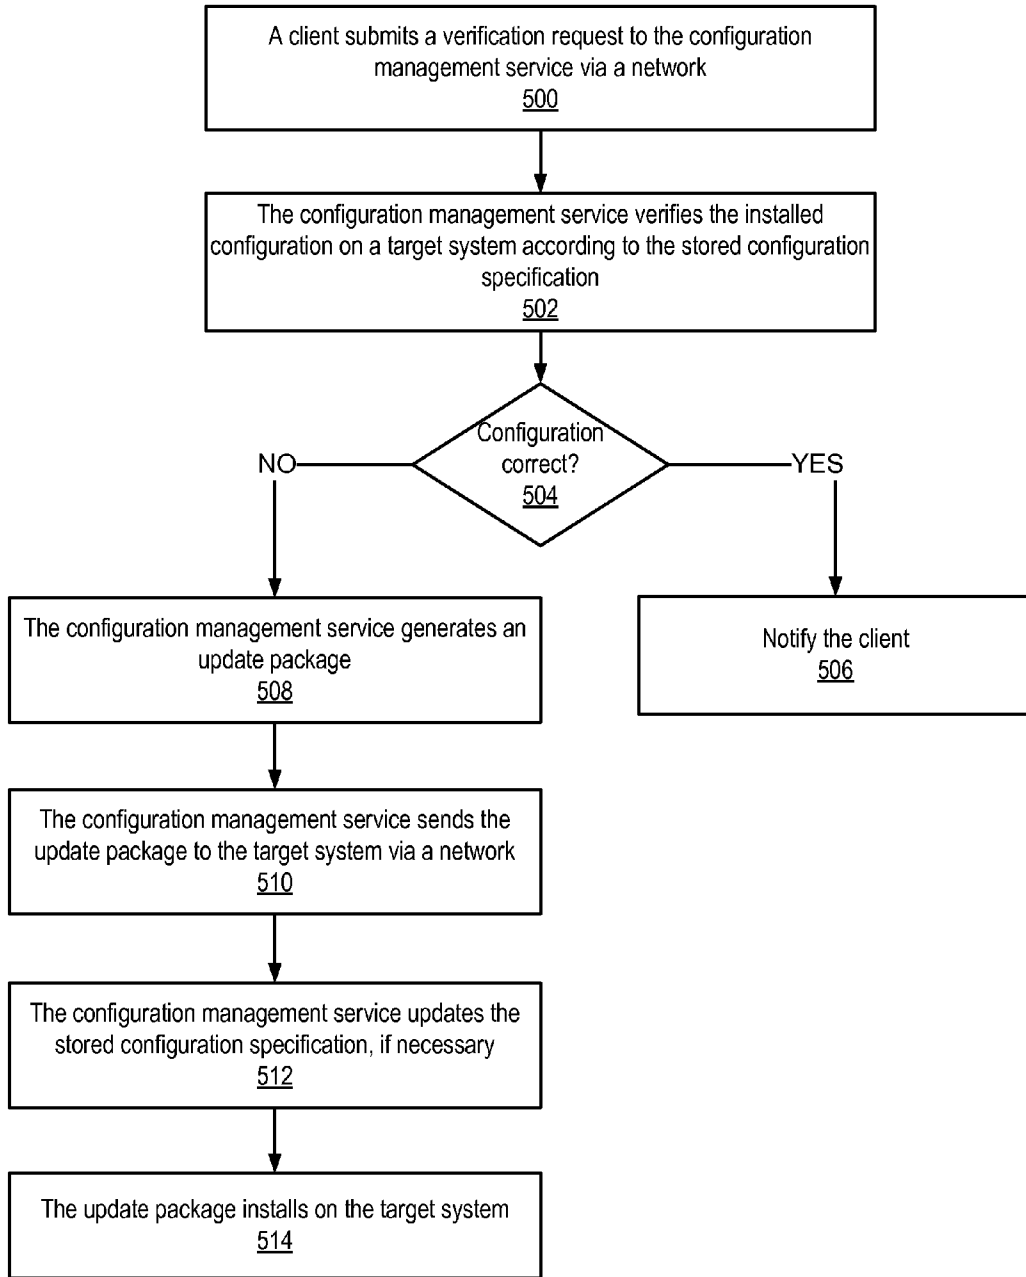 A client submits a verification request to the configuration
management service via a network
500
The configuration management service verifies the installed
configuration on a target system according to the stored configuration
specification
502
Configuration
correct?
504
NO
YES
The configuration management service generates an
update package
508
Notify the client
506
The configuration management service sends the
update package to the target system via a network
510
The configuration management service updates the
stored configuration specification, if necessary
512
The update package installs on the target system
514